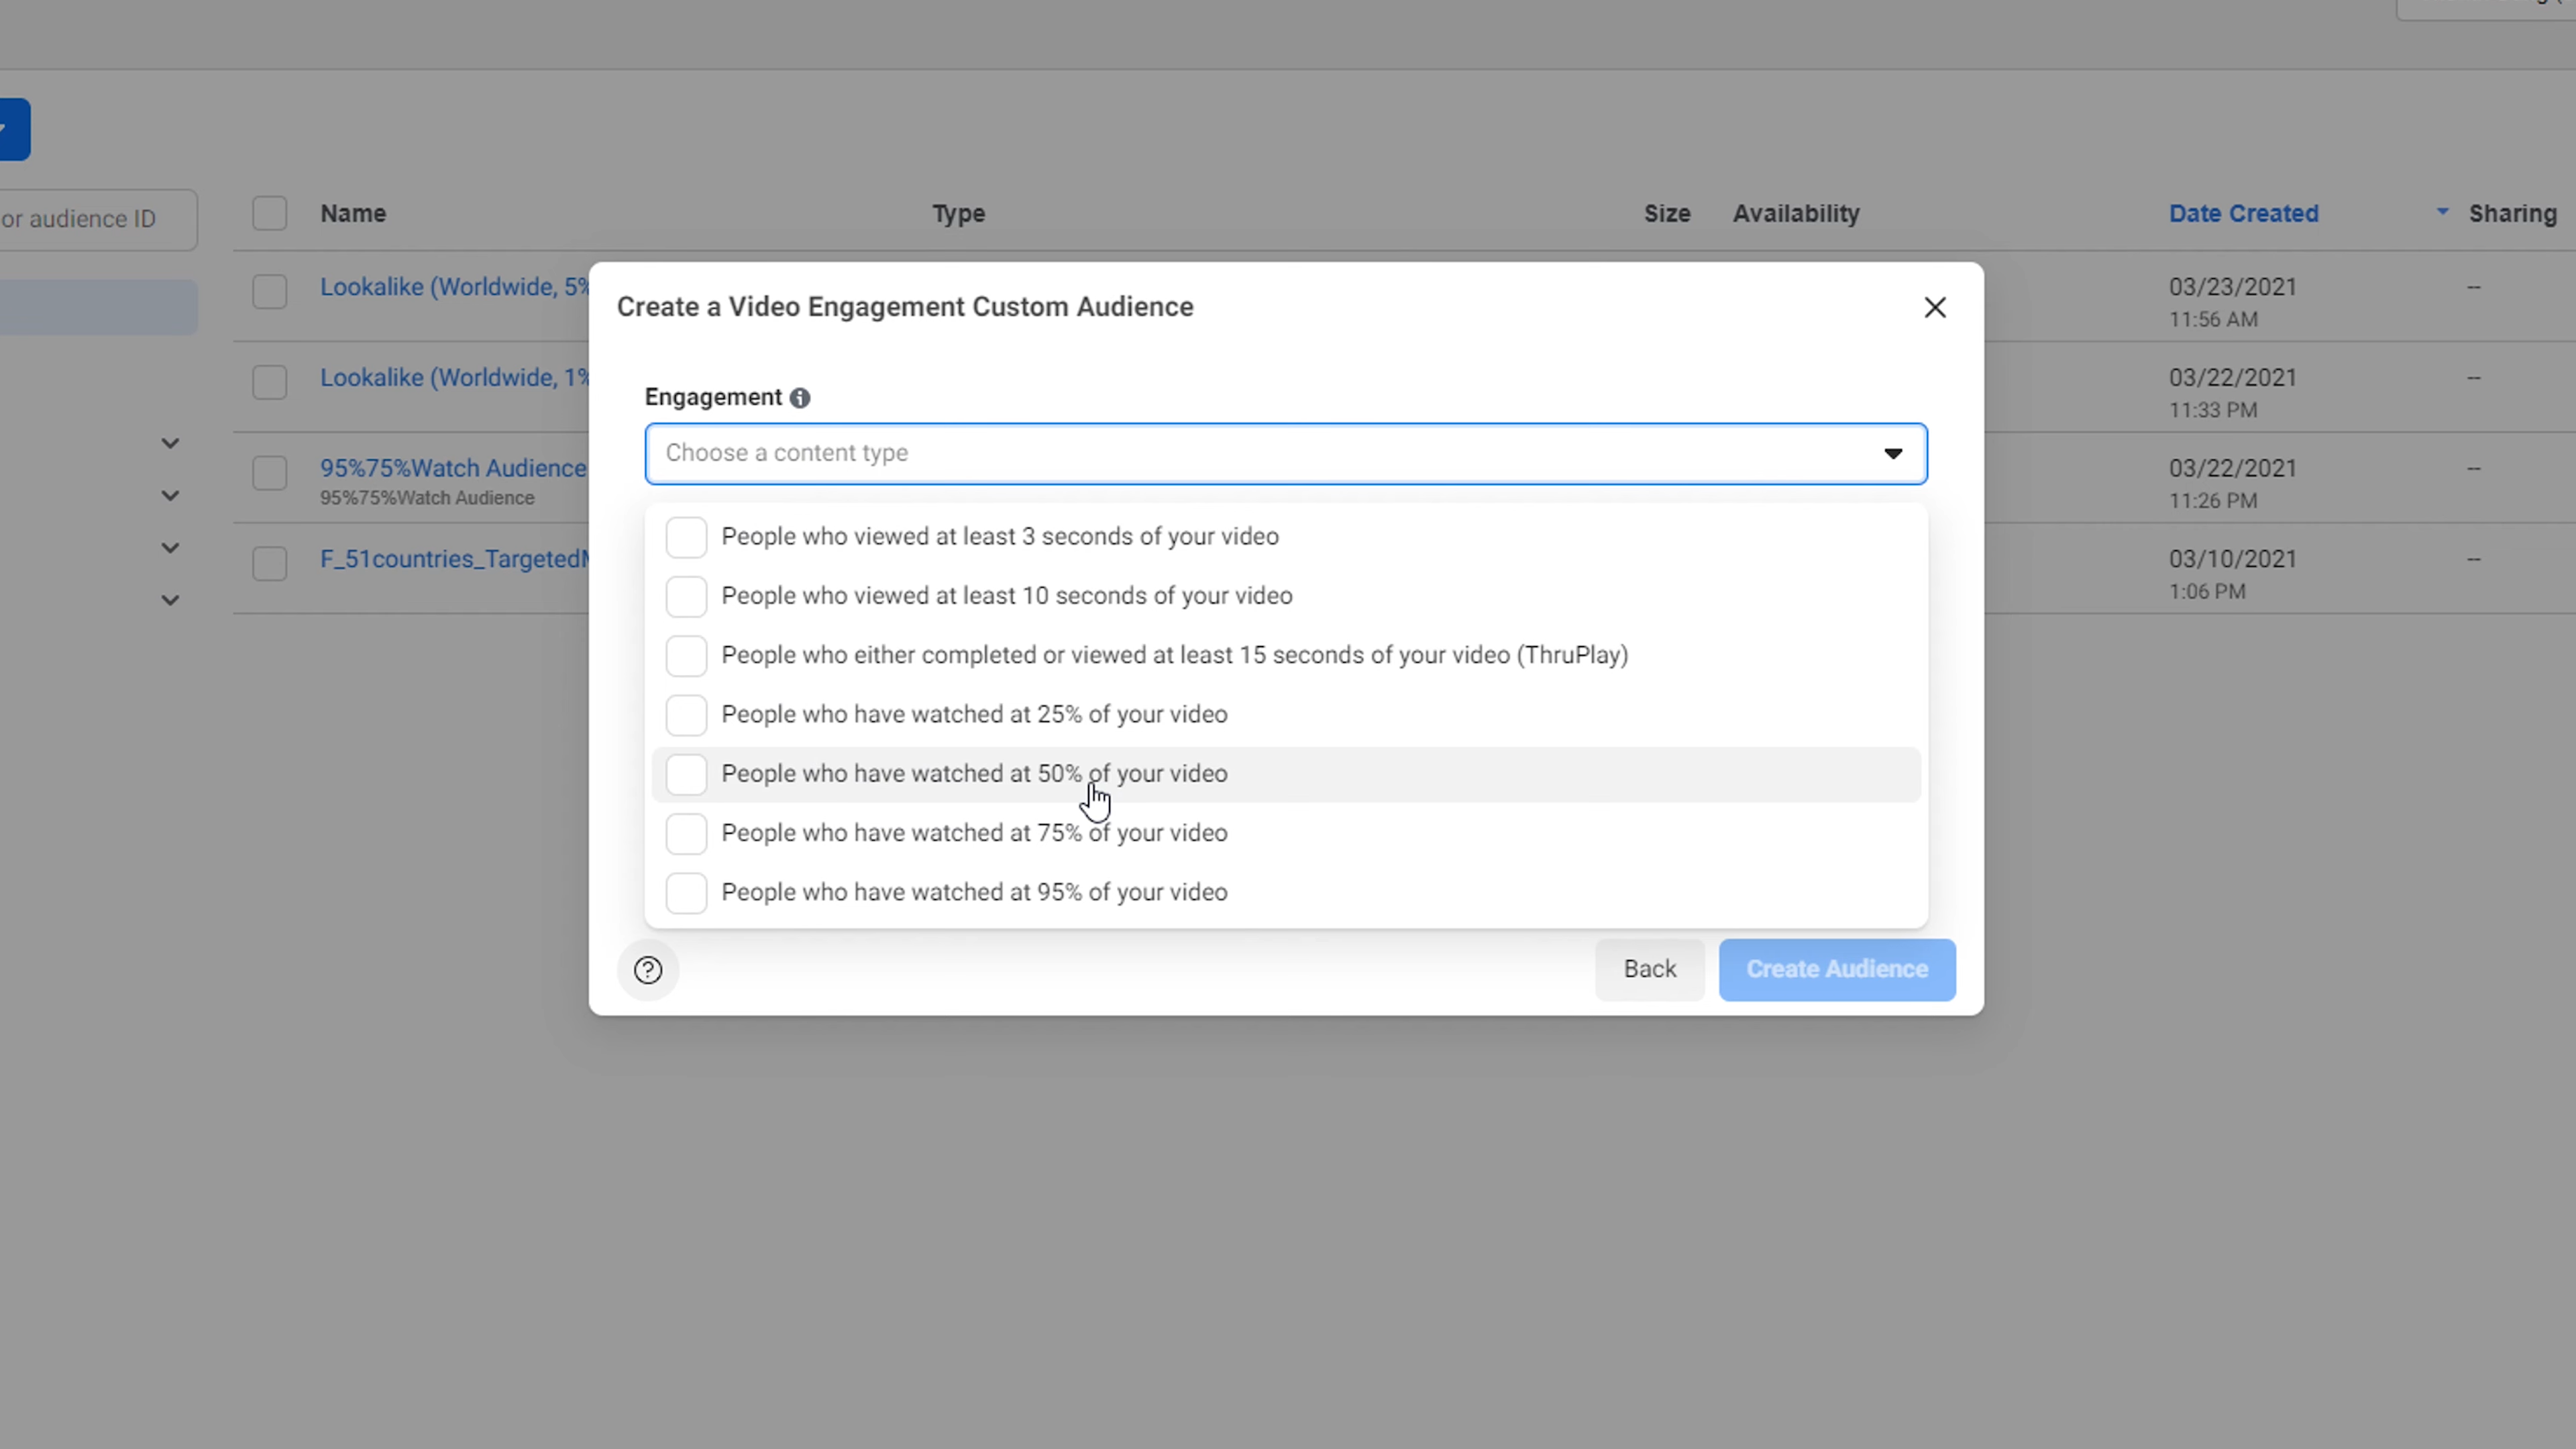 or audience ID
Name
Type
Size
Availability
Date Created
Sharing
Lookalike (Worldwide, 5%
03/23/2021
--
11:56 AM
Lookalike (Worldwide, 1%
03/22/2021
--
11:33 PM
95%75%Watch Audience
95%75%Watch Audience
03/22/2021
--
11:26 PM
F_51countries_Targeted
03/10/2021
--
1:06 PM
Create a Video Engagement Custom Audience
Engagement
Choose a content type
People who viewed at least 3 seconds of your video
People who viewed at least 10 seconds of your video
People who either completed or viewed at least 15 seconds of your video (ThruPlay)
People who have watched at 25% of your video
People who have watched at 50% of your video
People who have watched at 75% of your video
People who have watched at 95% of your video
Back
Create Audience